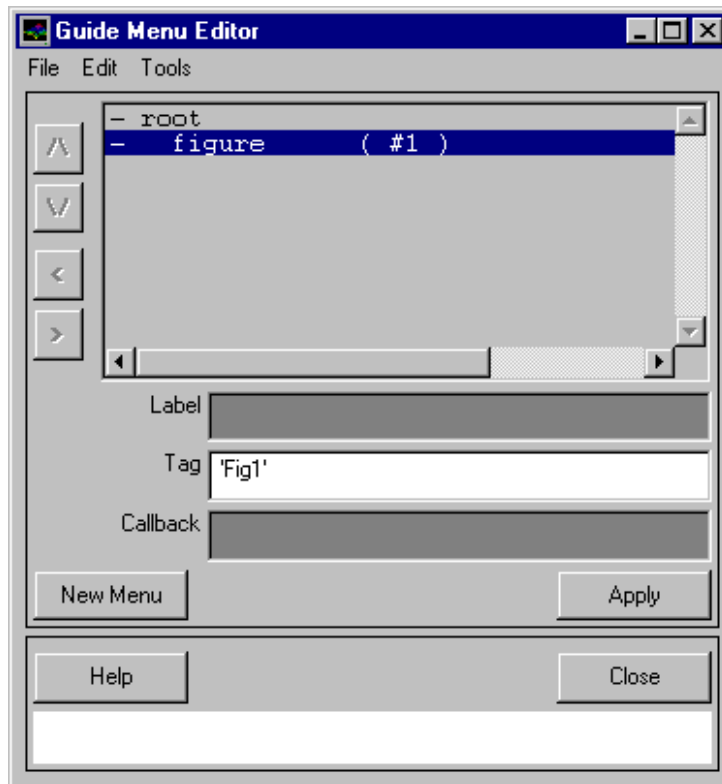 Guide Menu Editor
File Edit Tools
- root
- figure ( #1 )
/\
\/
<
>
Label
Tag 'Fig1'
Callback
New Menu Apply
Help Close